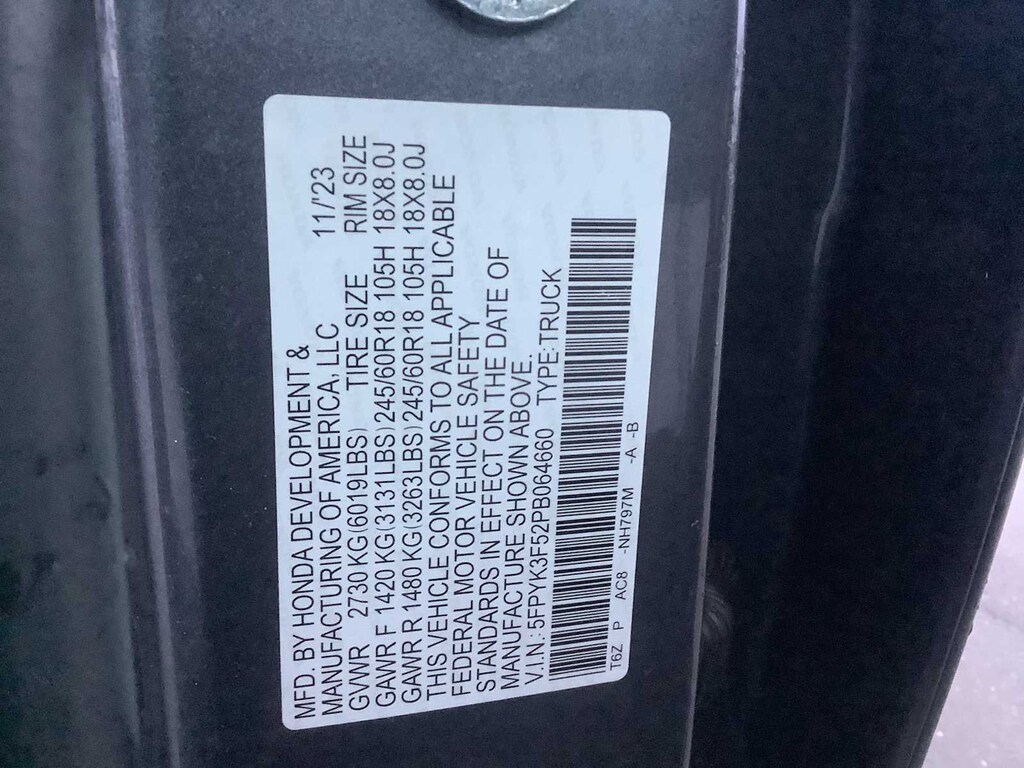 MFD. BY HONDA DEVELOPMENT &
MANUFACTURING OF AMERICA, LLC 11/'23
GVWR 2730 KG(6019LBS) TIRE SIZE RIM SIZE
GAWR F 1420 KG(3131LBS)245/60R18 105H 18X8.0J
GAWR R 1480 KG(3263LBS)245/60R18 105H 18X8.0J
THIS VEHICLE CONFORMS TO ALL APPLICABLE
FEDERAL MOTOR VEHICLE SAFETY
STANDARDS IN EFFECT ON THE DATE OF
MANUFACTURE SHOWN ABOVE.
V.I.N.: 5FPYK3F52PB064660 TYPE:TRUCK
T6Z P AC8 -NH797M -A -B